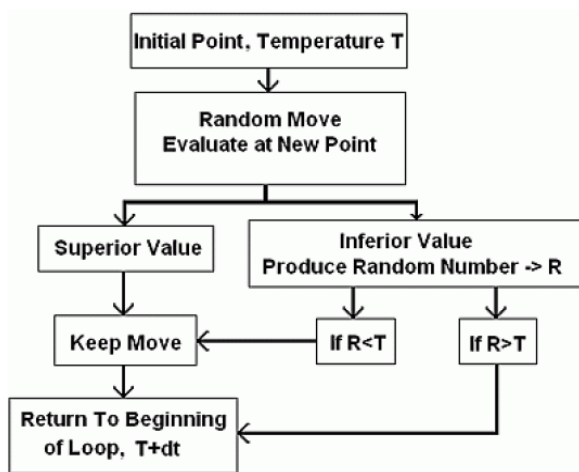 Initial Point, Temperature T
Random Move
Evaluate at New Point
Superior Value
Inferior Value
Produce Random Number -> R
Keep Move
If R<T
If R>T
Return To Beginning
of Loop, T+dt